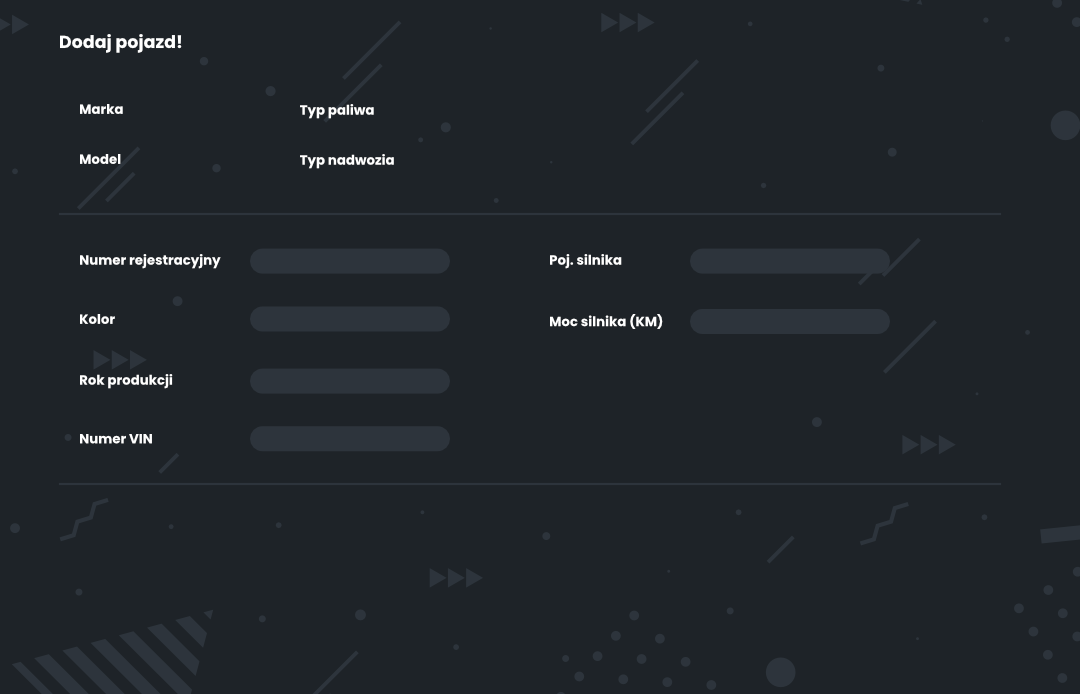 Dodaj pojazd!
Marka
Typ paliwa
Model
Typ nadwozia
Numer rejestracyjny
Poj. silnika
Kolor
Moc silnika (KM)
Rok produkcji
Numer VIN